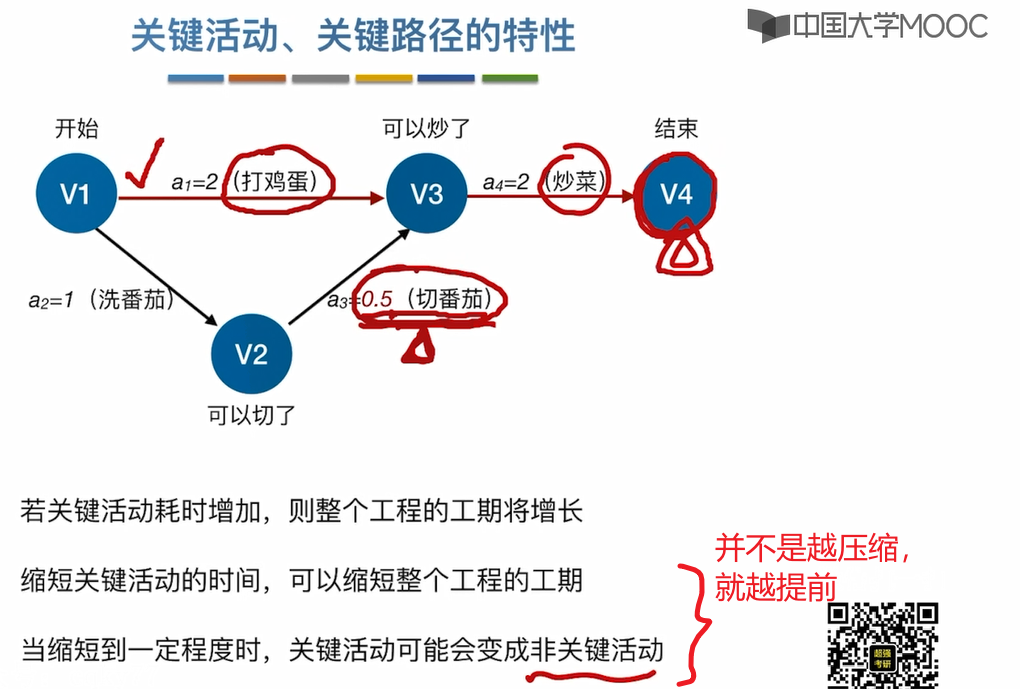 关键活动、关键路径的特性
中国大学MOOC
开始
可以炒了
结束
V1
a₁=2（打鸡蛋）
V3
a₄=2（炒菜）
V4
a₂=1（洗番茄）
a₃=0.5（切番茄）
V2
可以切了
若关键活动耗时增加，则整个工程的工期将增长
并不是越压缩，
就越提前
缩短关键活动的时间，可以缩短整个工程的工期
当缩短到一定程度时，关键活动可能会变成非关键活动
超强
考研